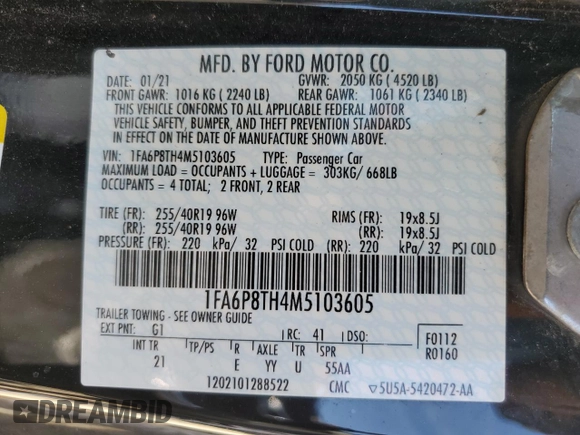 MFD. BY FORD MOTOR CO.
DATE: 01/21 GVWR: 2050 KG ( 4520 LB)
FRONT GAWR: 1016 KG ( 2240 LB) REAR GAWR: 1061 KG ( 2340 LB)
THIS VEHICLE CONFORMS TO ALL APPLICABLE FEDERAL MOTOR
VEHICLE SAFETY, BUMPER, AND THEFT PREVENTION STANDARDS
IN EFFECT ON THE DATE OF MANUFACTURE SHOWN ABOVE.
VIN: 1FA6P8TH4M5103605 TYPE: Passenger Car
MAXIMUM LOAD = OCCUPANTS + LUGGAGE = 303KG/ 668LB
OCCUPANTS = 4 TOTAL; 2 FRONT, 2 REAR
TIRE (FR): 255/40R19 96W RIMS (FR): 19x8.5J
(RR): 255/40R19 96W (RR): 19x8.5J
PRESSURE (FR): 220 kPa/ 32 PSI COLD (RR): 220 kPa/ 32 PSI COLD
1FA6P8TH4M5103605
TRAILER TOWING - SEE OWNER GUIDE
EXT PNT: G1 RC: 41 DSO: F0112
INT TR TP/PS R AXLE TR SPR R0160
21 E YY U 55AA
1202101288522 CMC 5U5A-5420472-AA
DREAMBID